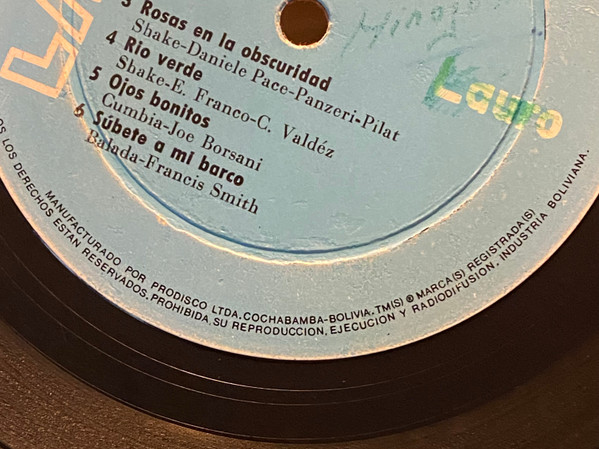 3 Rosas en la obscuridad
Shake-Daniele Pace-Panzeri-Pilat
4 Rio verde
Shake-E. Franco-C. Valdéz
5 Ojos bonitos
Cumbia-Joe Borsani
6 Súbete a mi barco
Balada-Francis Smith
Lauro
MANUFACTURADO POR PRODISCO LTDA. COCHABAMBA-BOLIVIA. TM(S) ® MARCA(S) REGISTRADA(S)
OS LOS DERECHOS ESTAN RESERVADOS, PROHIBIDA SU REPRODUCCION, EJECUCION Y RADIODIFUSION. INDUSTRIA BOLIVIANA.